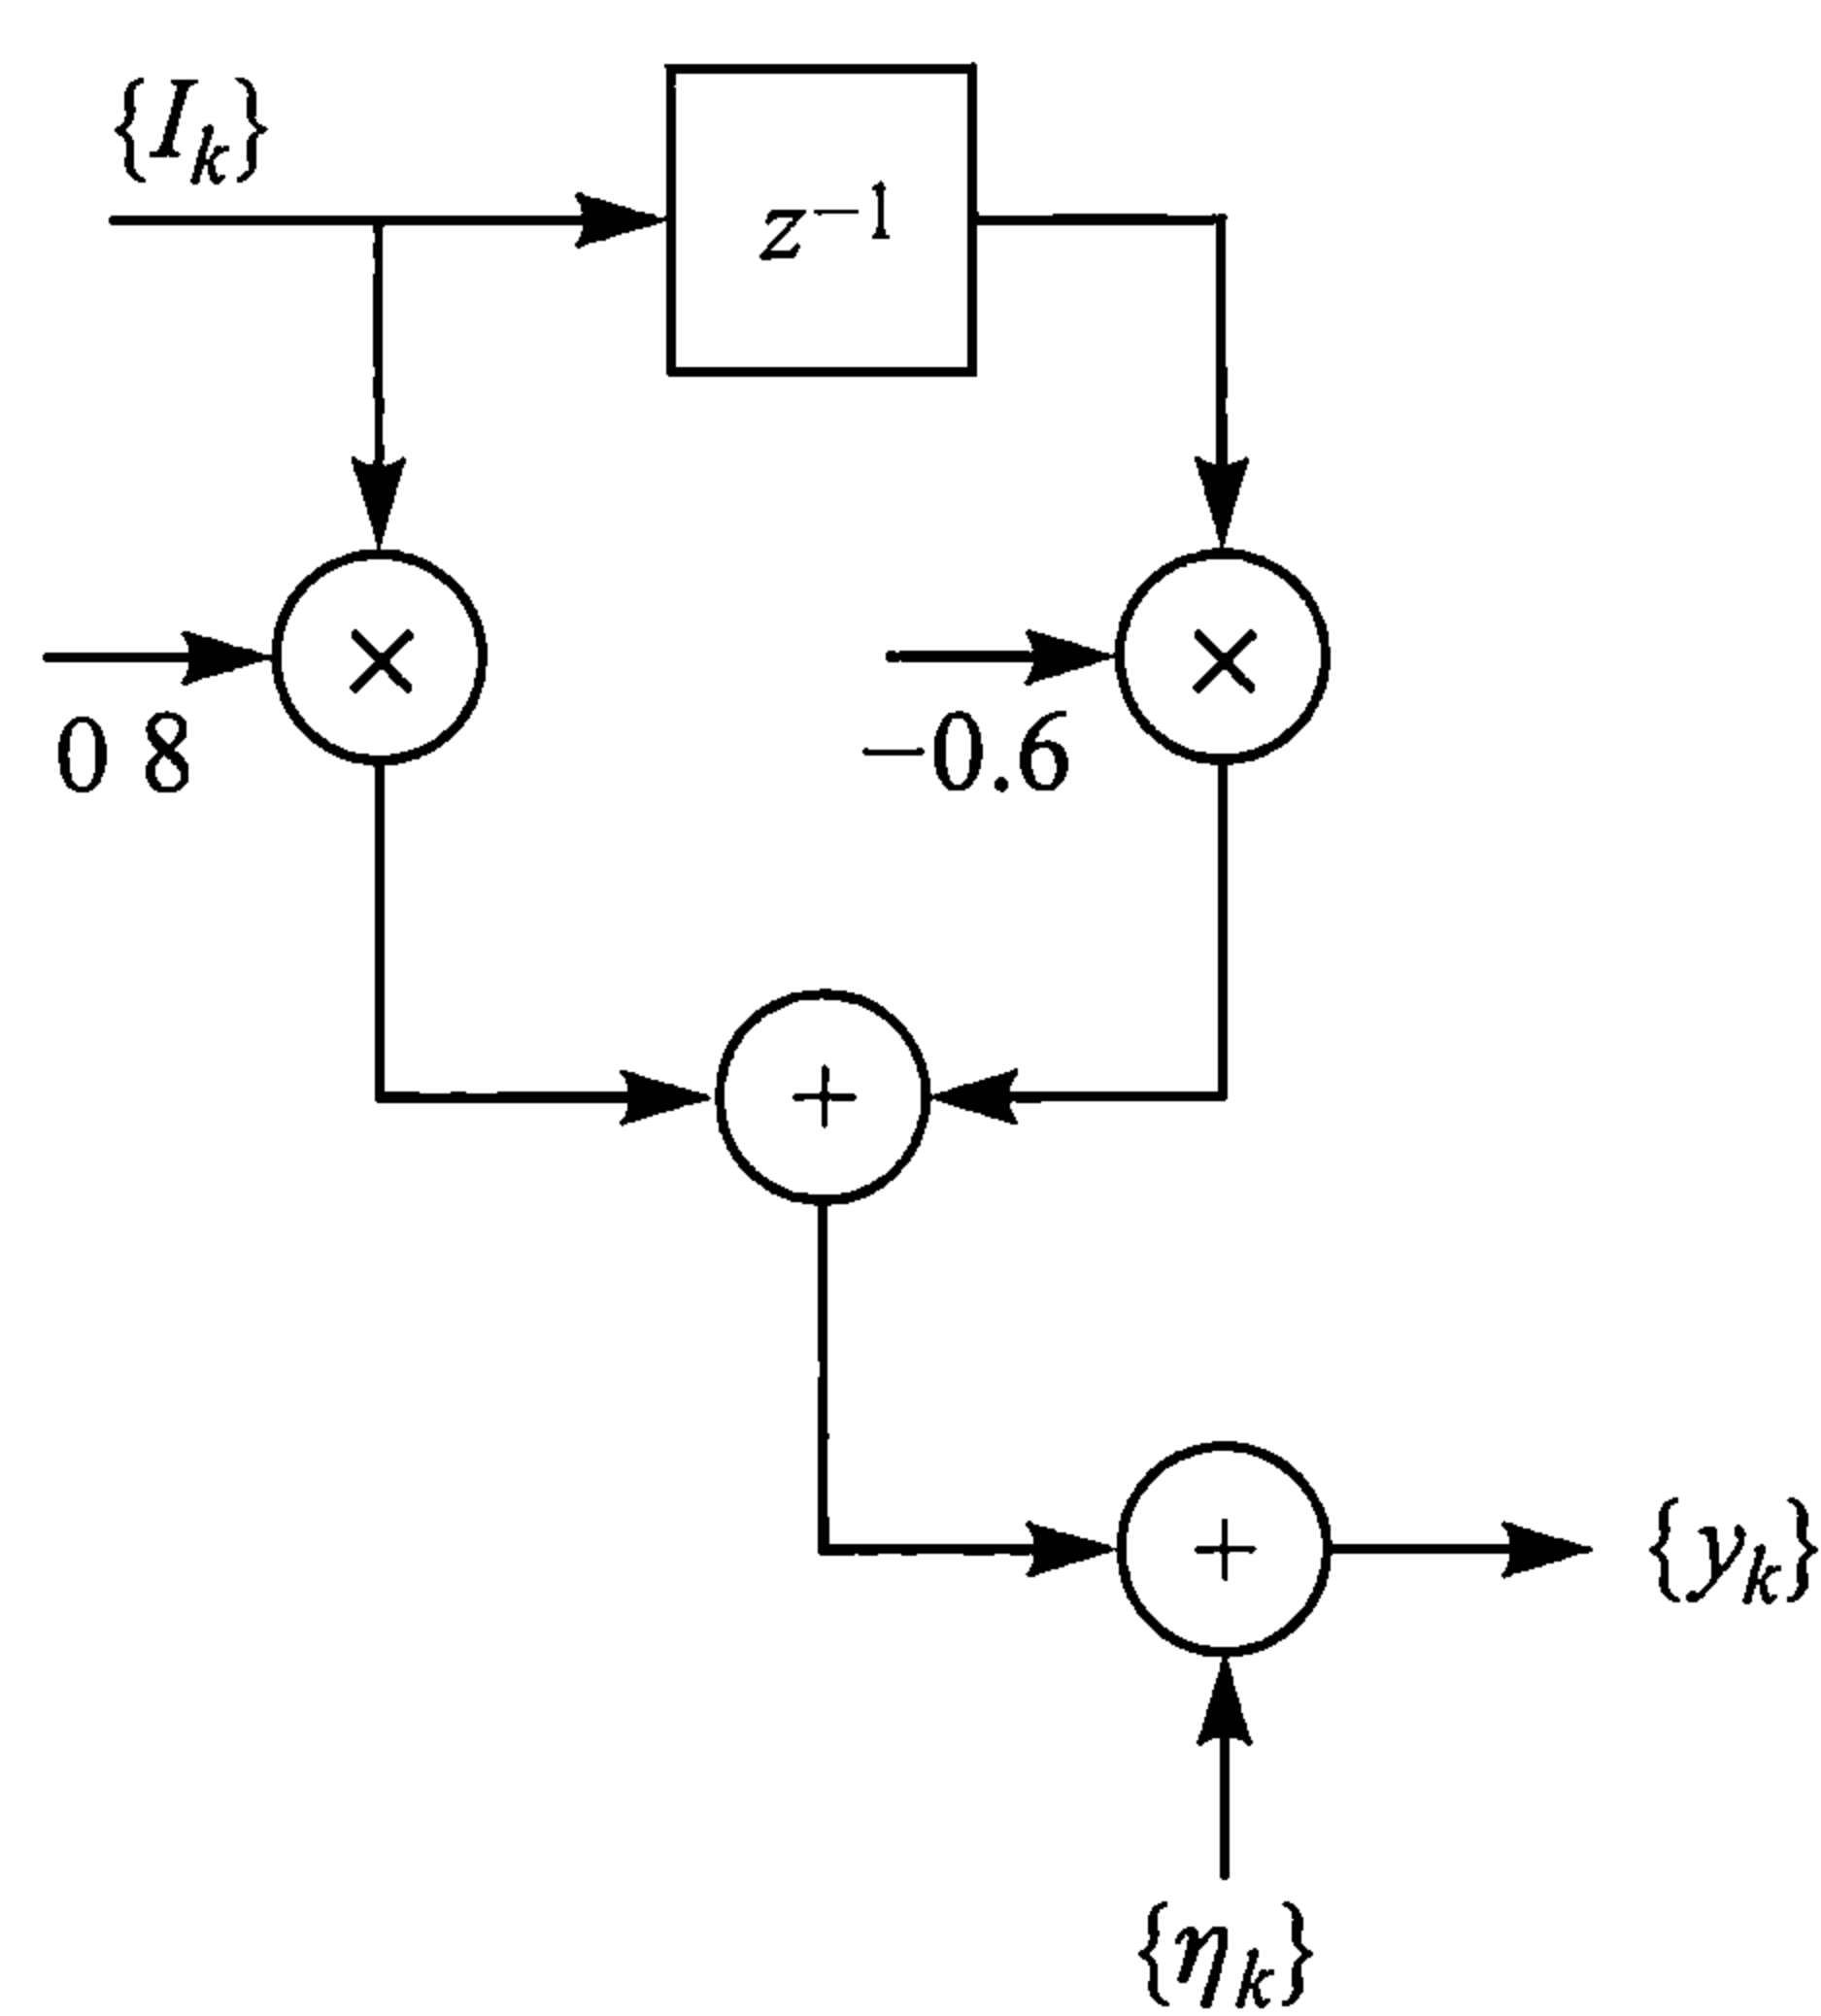 {I_k}
z^{-1}
×
×
0 8
−0.6
+
+
{y_k}
{η_k}